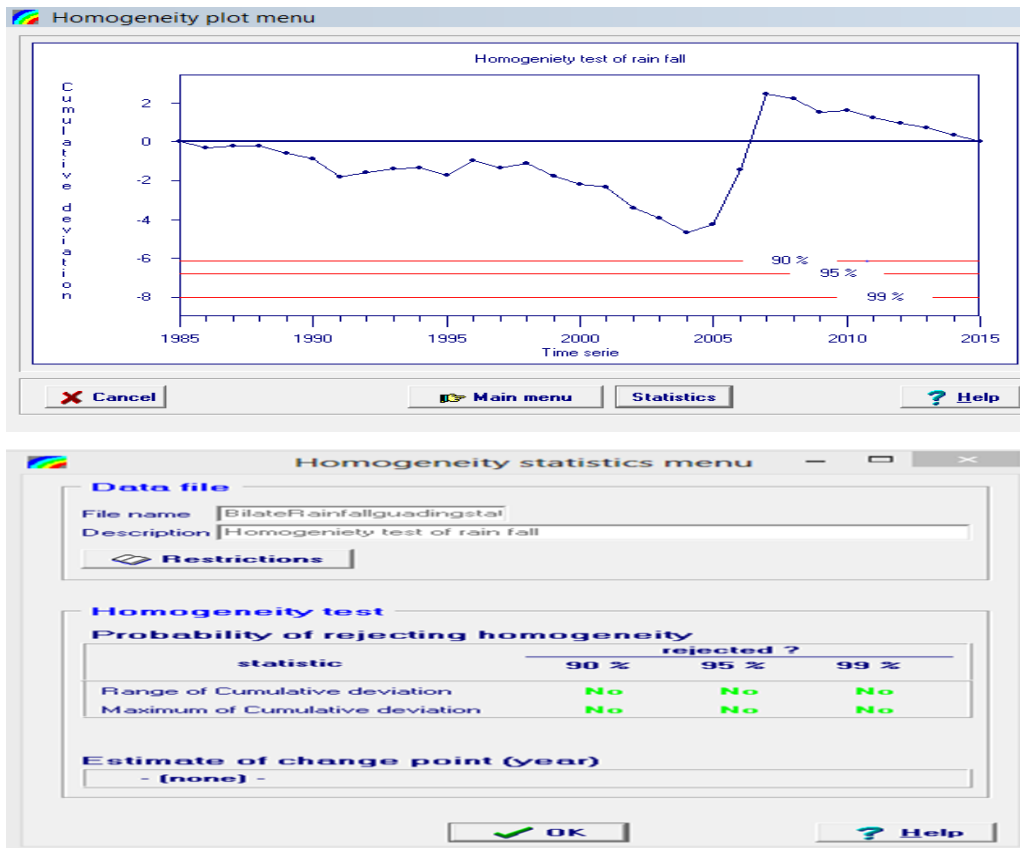 Homogeneity plot menu
Homogeniety test of rain fall
Cumulative deviation
2
0
-2
-4
-6
-8
90 %
95 %
99 %
1985 1990 1995 2000 2005 2010 2015
Time serie
Cancel Main menu Statistics Help
Homogeneity statistics menu
Data file
File name BilateRainfallguadingstat
Description Homogeniety test of rain fall
Restrictions
Homogeneity test
Probability of rejecting homogeneity
rejected ?
statistic 90 % 95 % 99 %
Range of Cumulative deviation No No No
Maximum of Cumulative deviation No No No
Estimate of change point (year)
- (none) -
OK Help